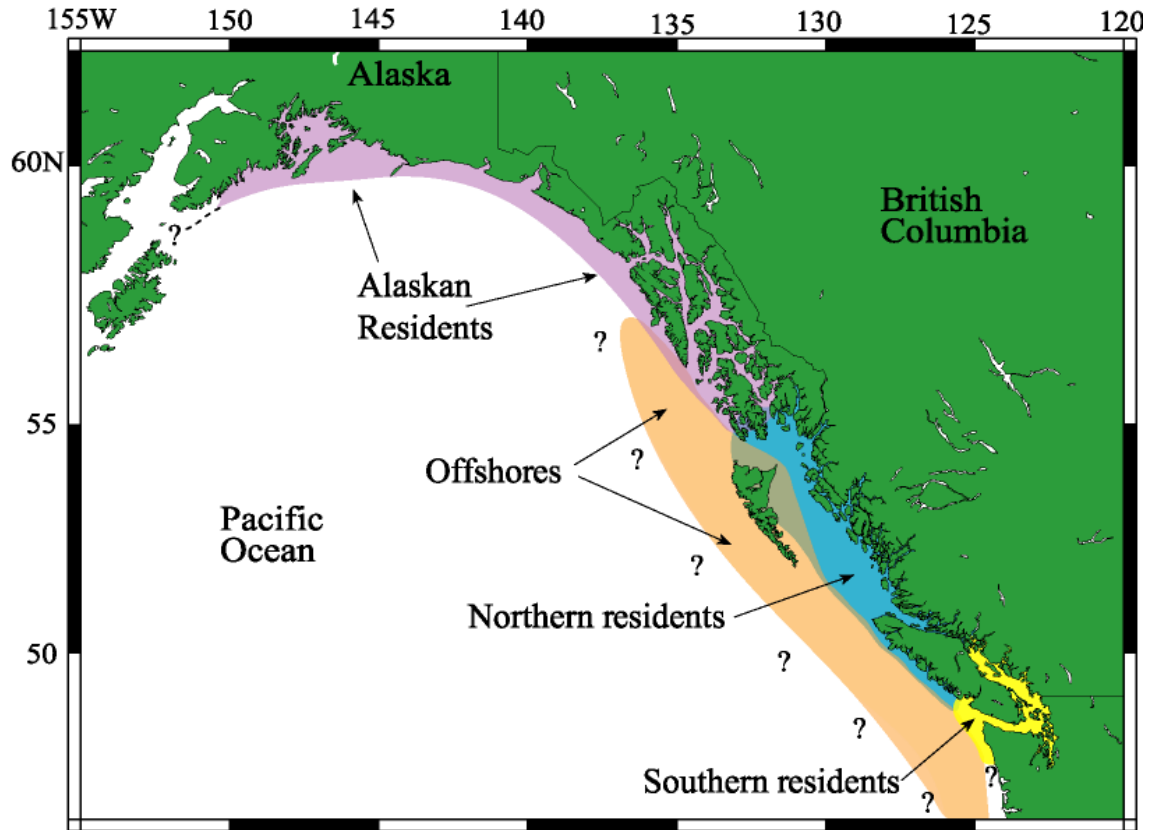 155W 150 145 140 135 130 125 120
Alaska
60N
British
Columbia
?
Alaskan
Residents
?
55
Offshores
?
Pacific
Ocean
?
Northern residents
50
?
?
Southern residents
?
?